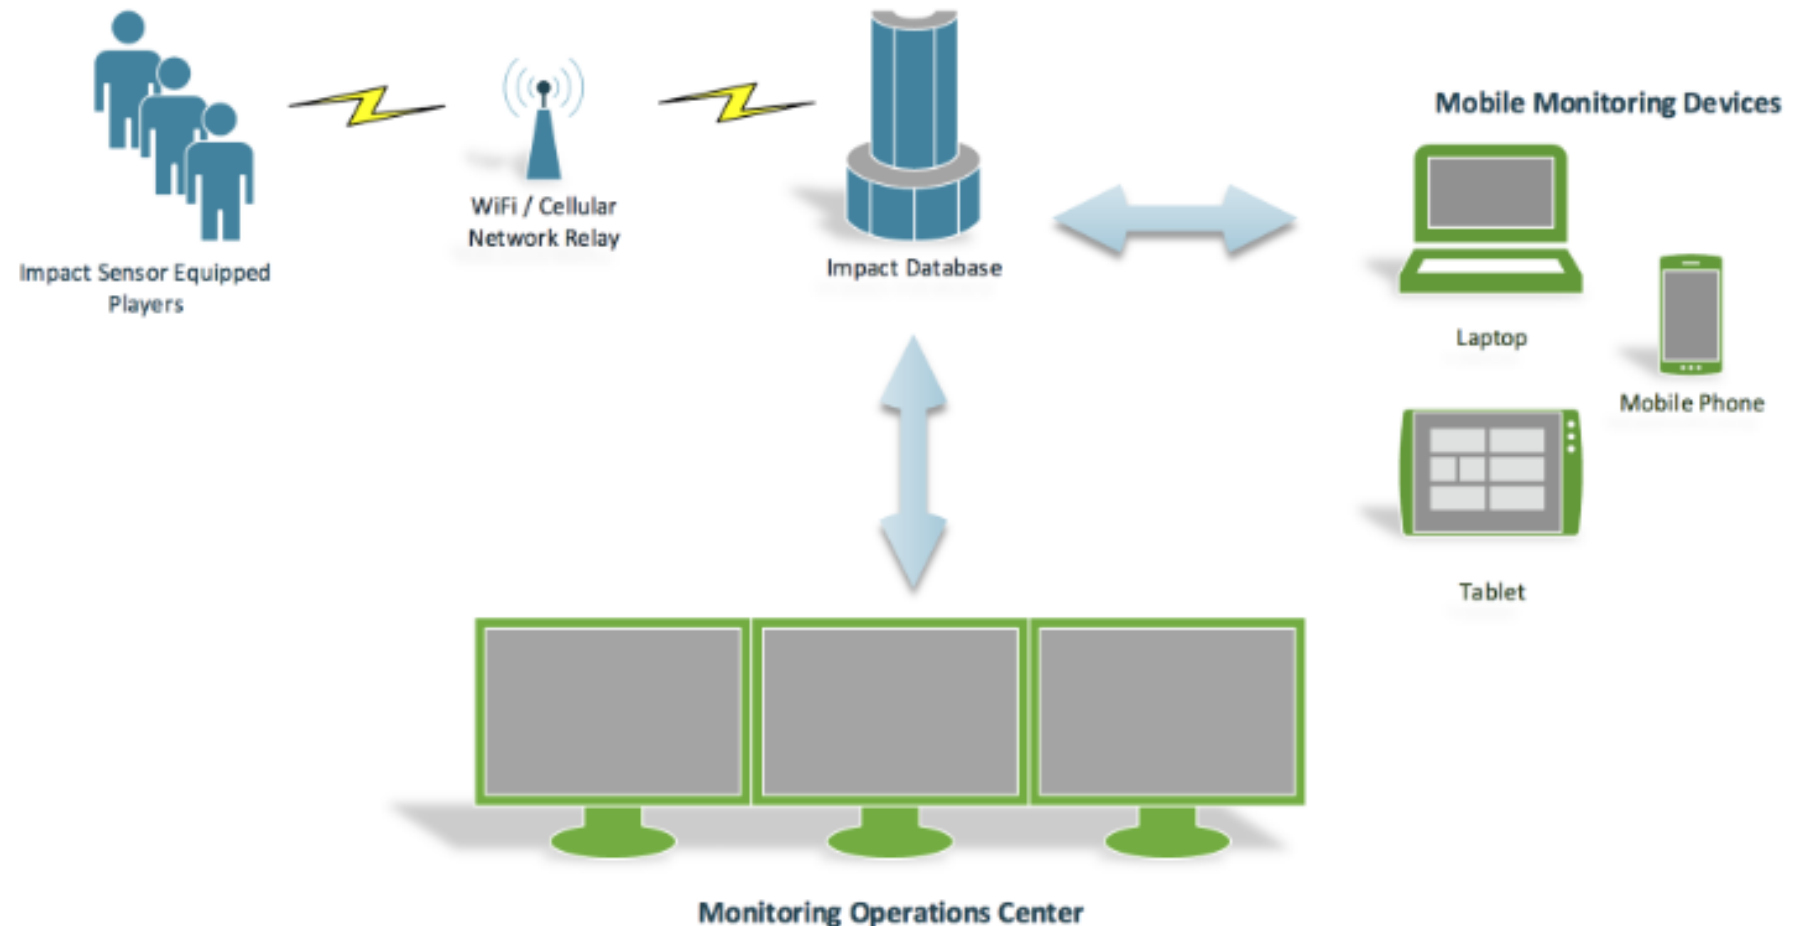 Mobile Monitoring Devices
WiFi / Cellular
Network Relay
Impact Sensor Equipped
Players
Impact Database
Laptop
Mobile Phone
Tablet
Monitoring Operations Center